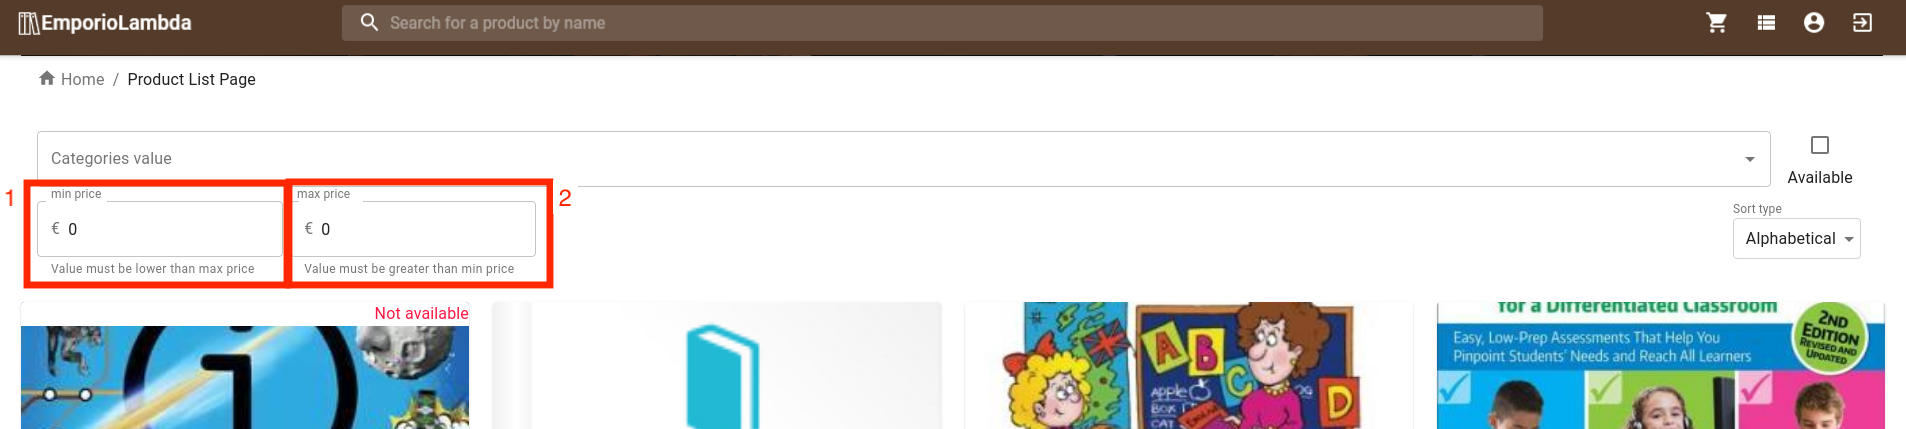 EmporioLambda
Search for a product by name
Home / Product List Page
Categories value
Available
1
min price
€ 0
Value must be lower than max price
max price
€ 0
Value must be greater than min price
2
Sort type
Alphabetical
Not available
A B C D
APPLE
BOX
CAT
for a Differentiated Classroom
Easy, Low-Prep Assessments That Help You
Pinpoint Students' Needs and Reach All Learners
2ND
EDITION
REVISED AND
UPDATED